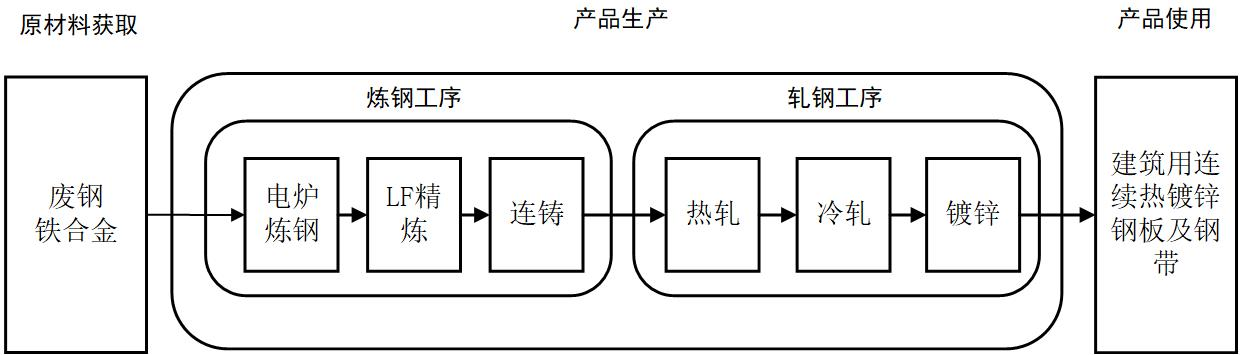 原材料获取
产品生产
产品使用
炼钢工序
轧钢工序
废钢
铁合金
电炉
炼钢
LF精
炼
连铸
热轧
冷轧
镀锌
建筑用连
续热镀锌
钢板及钢
带